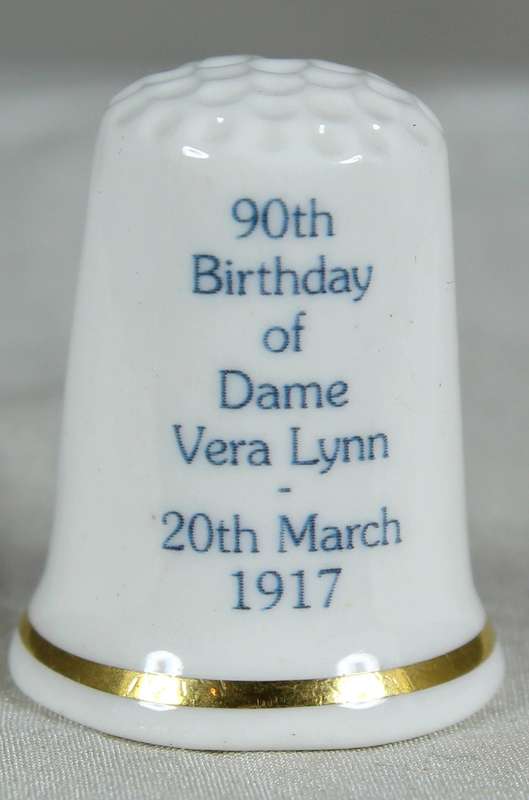 90th
Birthday
of
Dame
Vera Lynn
-
20th March
1917